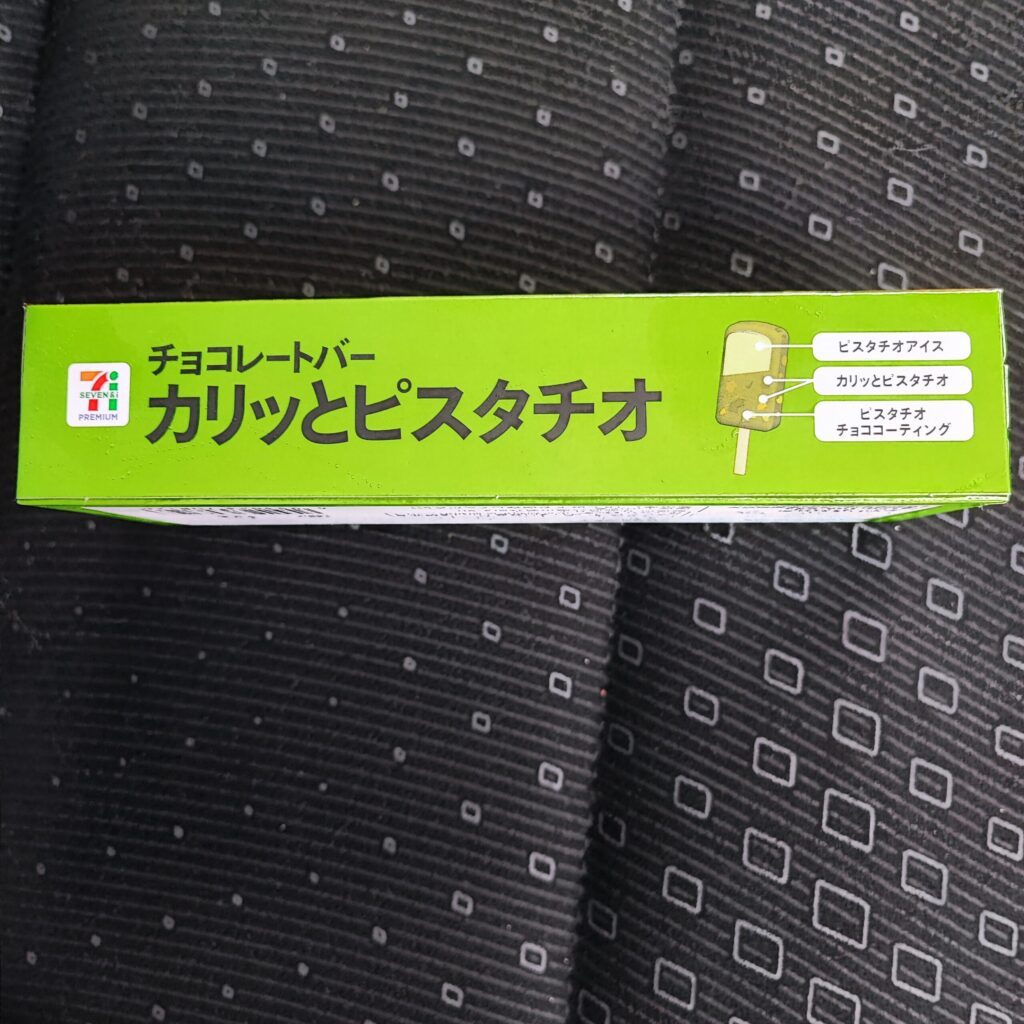 チョコレートバー
カリッとピスタチオ
SEVEN & i
PREMIUM
ピスタチオアイス
カリッとピスタチオ
ピスタチオ
チョココーティング